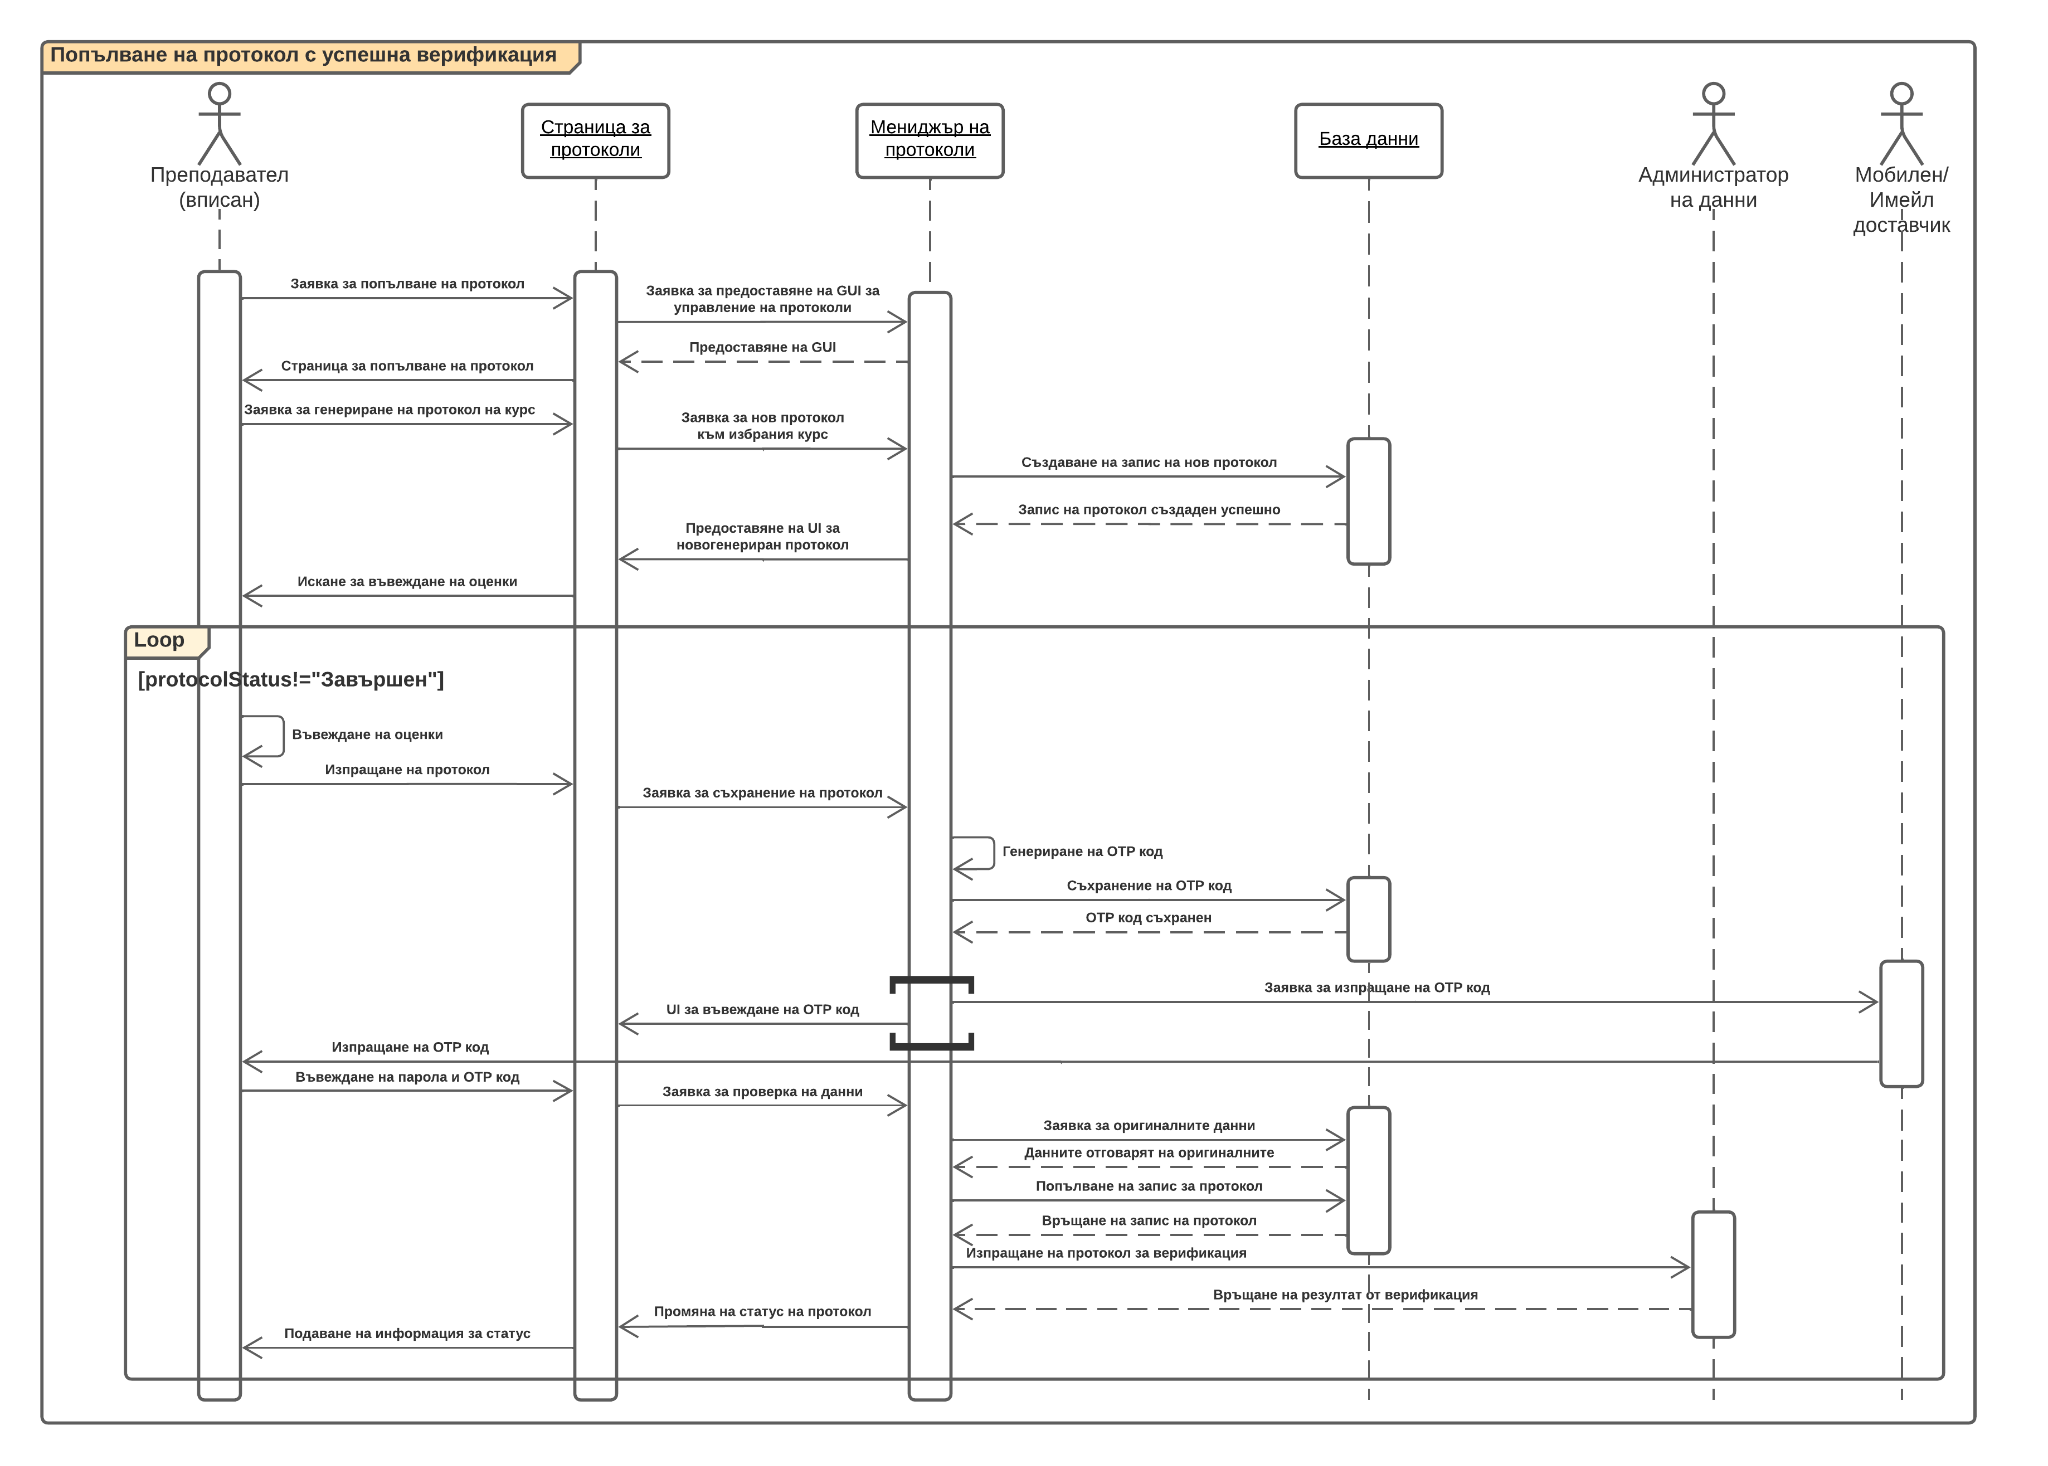 Попълване на протокол с успешна верификация
Преподавател
(вписан)
Страница за
протоколи
Мениджър на
протоколи
База данни
Администратор
на данни
Мобилен/
Имейл
доставчик
Заявка за попълване на протокол
Заявка за предоставяне на GUI за
управление на протоколи
Предоставяне на GUI
Страница за попълване на протокол
Заявка за генериране на протокол на курс
Заявка за нов протокол
към избрания курс
Създаване на запис на нов протокол
Запис на протокол създаден успешно
Предоставяне на UI за
новогенериран протокол
Искане за въвеждане на оценки
Loop
[protocolStatus!="Завършен"]
Въвеждане на оценки
Изпращане на протокол
Заявка за съхранение на протокол
Генериране на OTP код
Съхранение на OTP код
OTP код съхранен
Заявка за изпращане на OTP код
UI за въвеждане на OTP код
Изпращане на OTP код
Въвеждане на парола и OTP код
Заявка за проверка на данни
Заявка за оригиналните данни
Данните отговарят на оригиналните
Попълване на запис за протокол
Връщане на запис на протокол
Изпращане на протокол за верификация
Връщане на резултат от верификация
Промяна на статус на протокол
Подаване на информация за статус